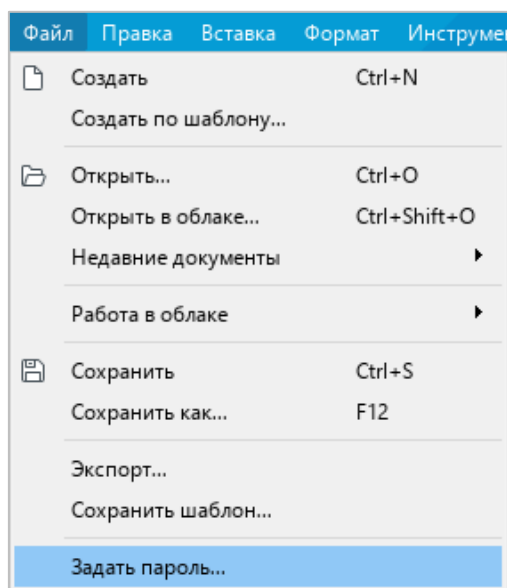 Файл Правка Вставка Формат
Создать Ctrl+N
Создать по шаблону...
Открыть... Ctrl+O
Открыть в облаке... Ctrl+Shift+O
Недавние документы
Работа в облаке
Сохранить Ctrl+S
Сохранить как... F12
Экспорт...
Сохранить шаблон...
Задать пароль...